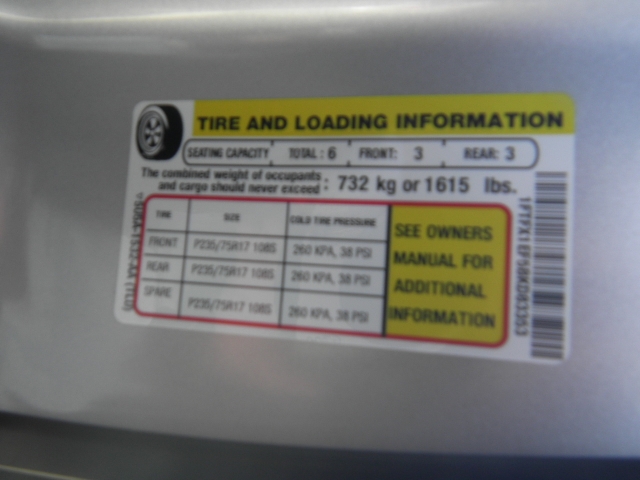 TIRE AND LOADING INFORMATION
SEATING CAPACITY TOTAL: 6 FRONT: 3 REAR: 3
The combined weight of occupants
and cargo should never exceed : 732 kg or 1615 lbs.
TIRE SIZE COLD TIRE PRESSURE
FRONT P235/75R17 108S 260 KPA, 38 PSI
REAR P235/75R17 108S 260 KPA, 38 PSI
SPARE P235/75R17 108S 260 KPA, 38 PSI
SEE OWNERS
MANUAL FOR
ADDITIONAL
INFORMATION